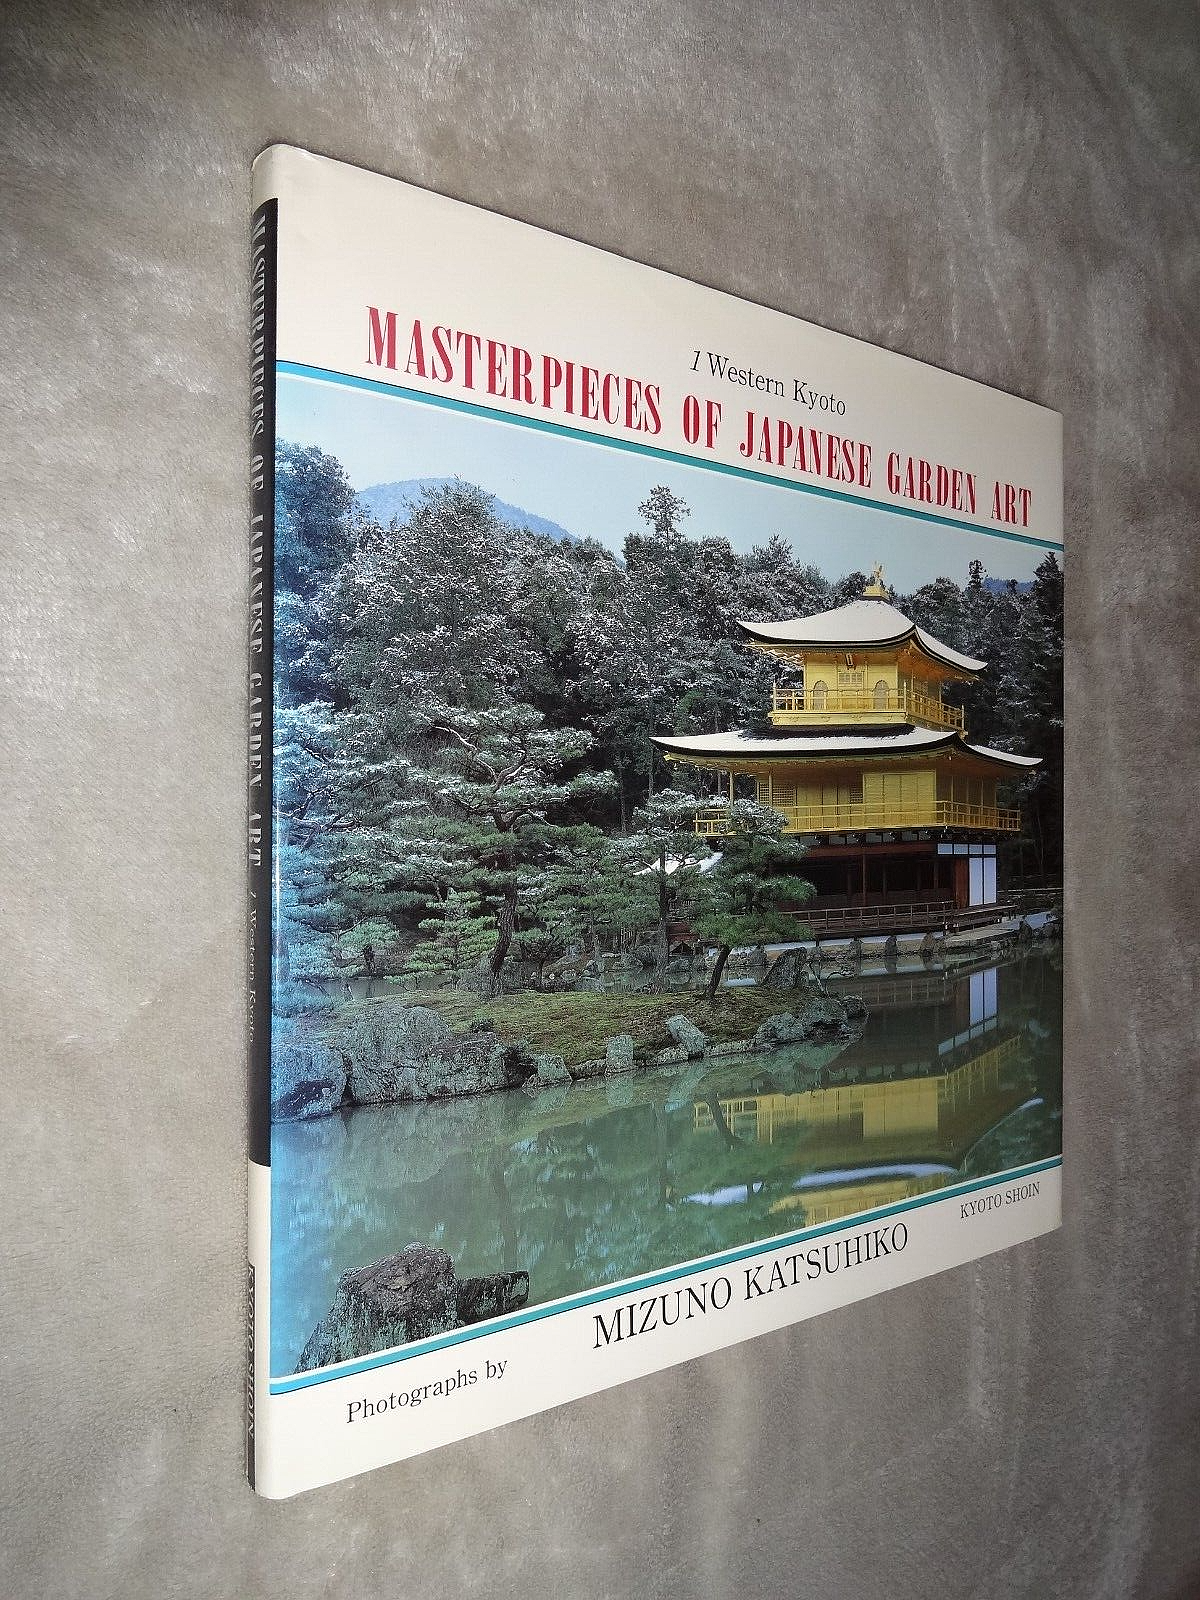 1 Western Kyoto
MASTERPIECES OF JAPANESE GARDEN ART
Photographs by
MIZUNO KATSUHIKO
KYOTO SHOIN
MASTERPIECES OF JAPANESE GARDEN ART 1 Western Kyoto
KYOTO SHOIN